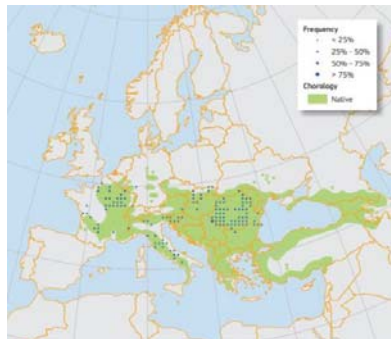 Frequency
< 25%
25% - 50%
50% - 75%
> 75%
Chorology
Native